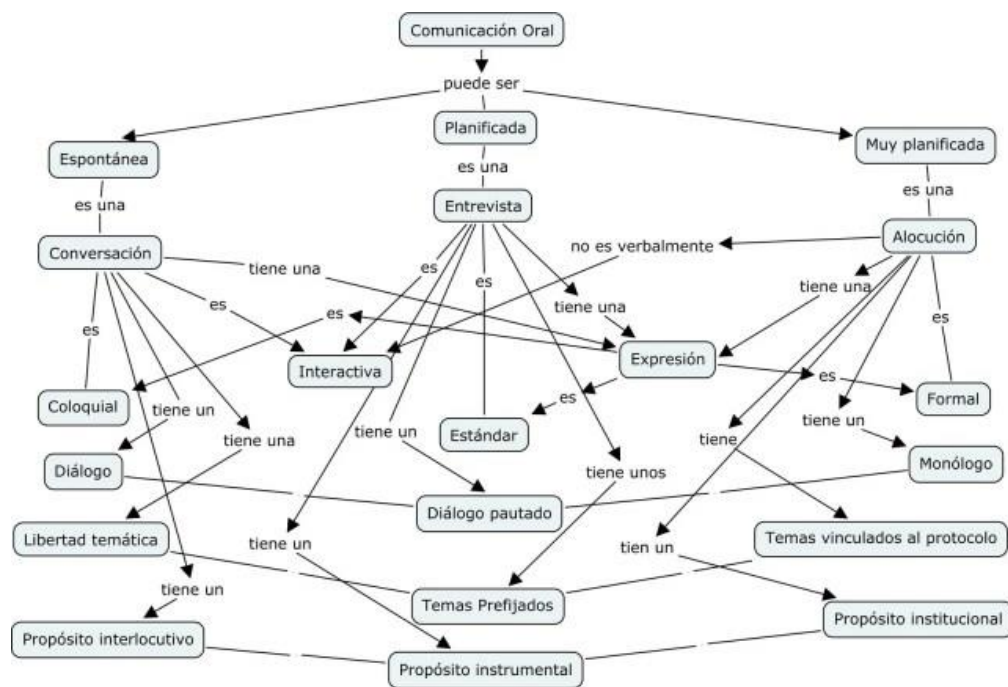 Comunicación Oral
puede ser
Planificada
Espontánea
Muy planificada
es una
es una
es una
Entrevista
Conversación
Alocución
no es verbalmente
tiene una
es
es
tiene una
es
tiene una
es
es
es
Interactiva
Expresión
es
es
Coloquial
Formal
tiene un
tiene una
tiene un
Estándar
tiene
tiene un
Diálogo
tiene unos
Monólogo
Diálogo pautado
Libertad temática
tiene un
tien un
Temas vinculados al protocolo
tiene un
Temas Prefijados
Propósito institucional
Propósito interlocutivo
Propósito instrumental